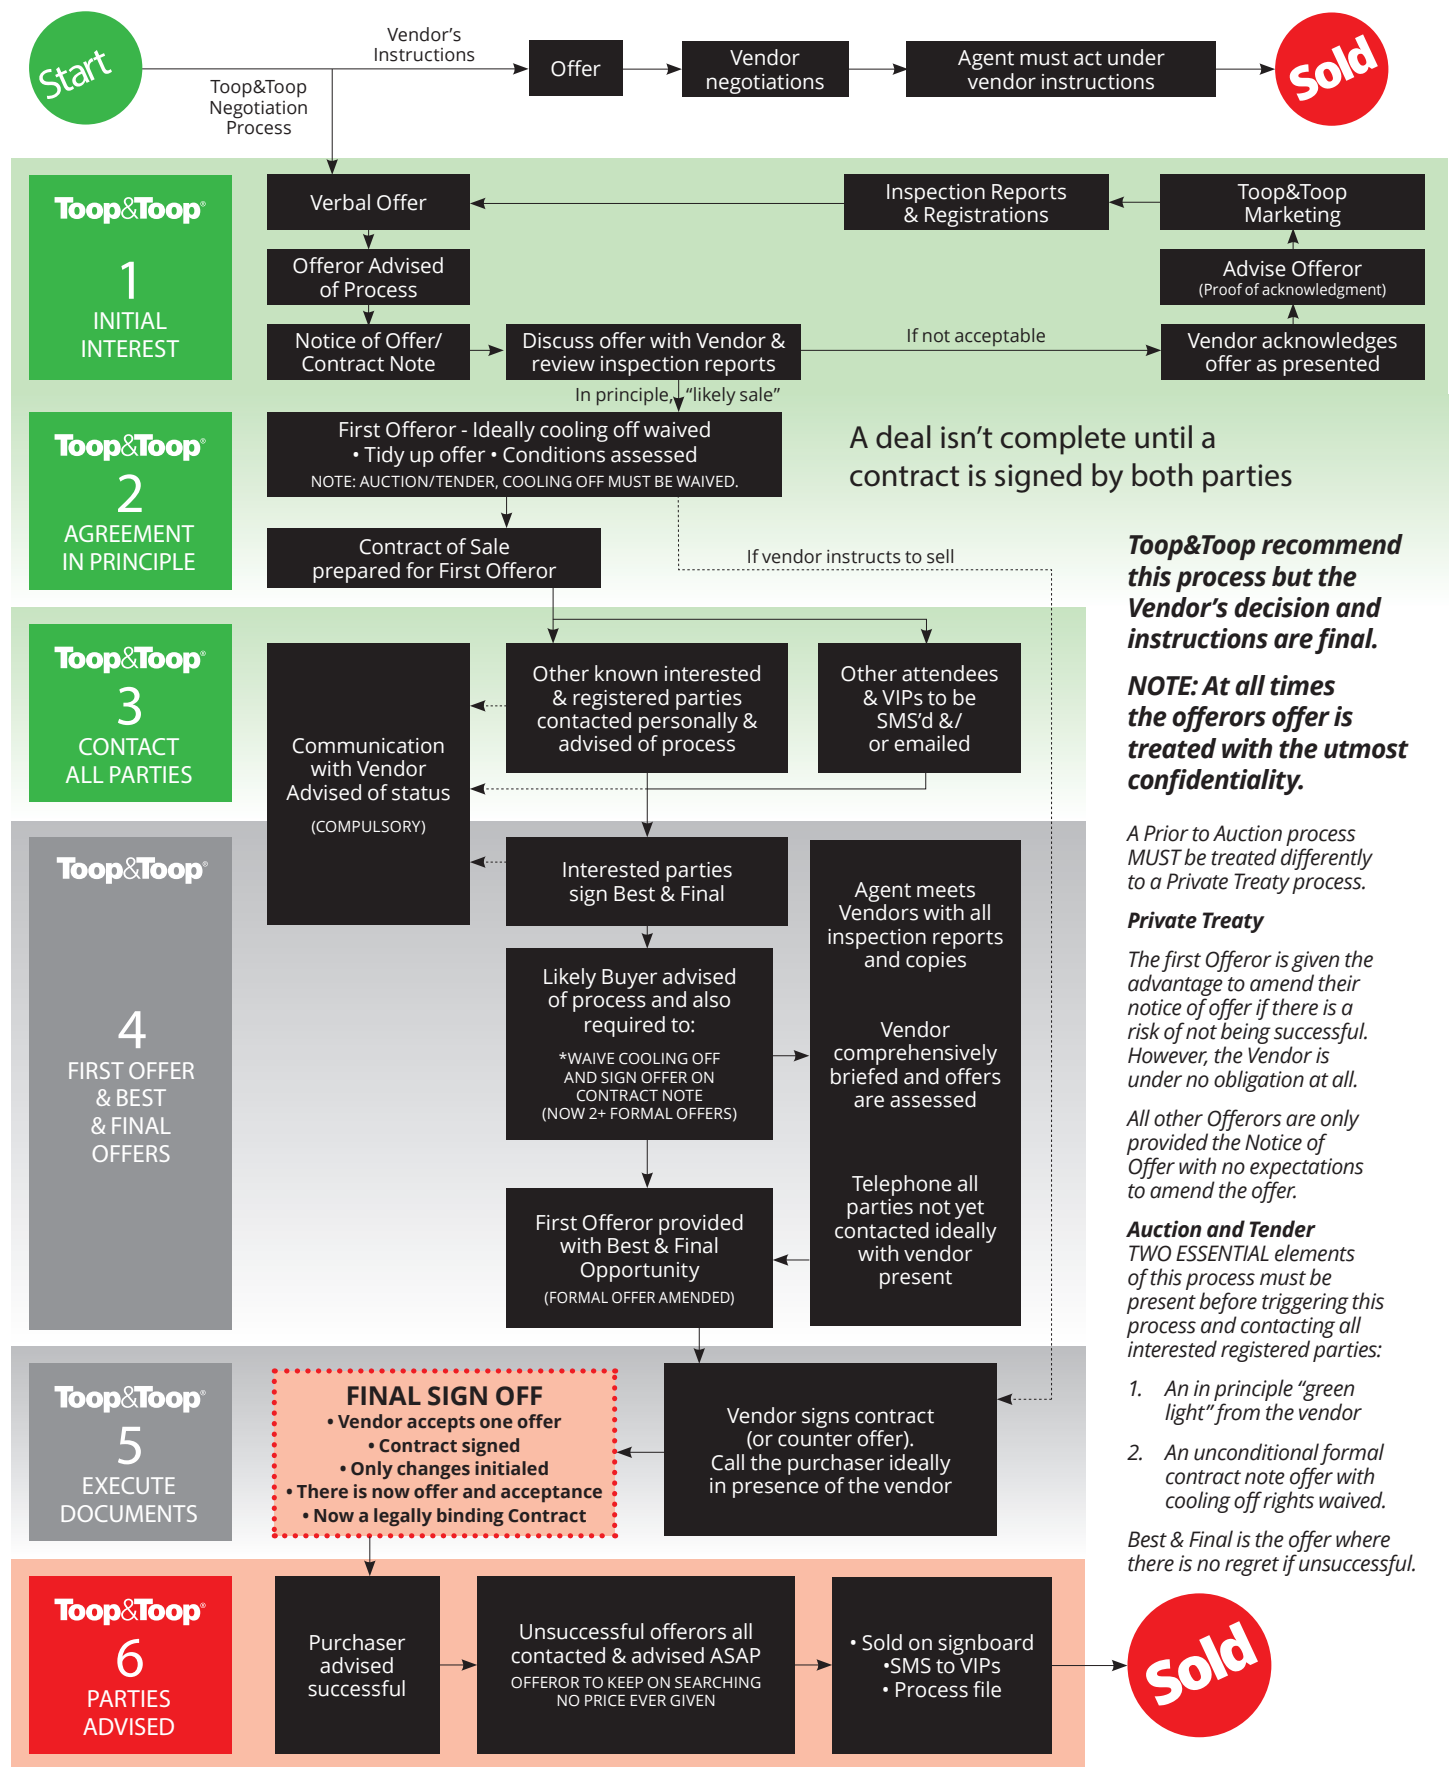 Start
Vendor's
Instructions
Toop&Toop
Negotiation
Process
Offer
Vendor
negotiations
Agent must act under
vendor instructions
Sold
Toop&Toop®
1
INITIAL
INTEREST
Verbal Offer
Inspection Reports
& Registrations
Toop&Toop
Marketing
Offeror Advised
of Process
Advise Offeror
(Proof of acknowledgment)
Notice of Offer/
Contract Note
Discuss offer with Vendor &
review inspection reports
If not acceptable
Vendor acknowledges
offer as presented
In principle, “likely sale”
Toop&Toop®
2
AGREEMENT
IN PRINCIPLE
First Offeror - Ideally cooling off waived
• Tidy up offer • Conditions assessed
NOTE: AUCTION/TENDER, COOLING OFF MUST BE WAIVED.
A deal isn’t complete until a
contract is signed by both parties
Contract of Sale
prepared for First Offeror
If vendor instructs to sell
Toop&Toop®
3
CONTACT
ALL PARTIES
Communication
with Vendor
Advised of status
(COMPULSORY)
Other known interested
& registered parties
contacted personally &
advised of process
Other attendees
& VIPs to be
SMS’d &/
or emailed
Toop&Toop®
4
FIRST OFFER
& BEST
& FINAL
OFFERS
Interested parties
sign Best & Final
Likely Buyer advised
of process and also
required to:
*WAIVE COOLING OFF
AND SIGN OFFER ON
CONTRACT NOTE
(NOW 2+ FORMAL OFFERS)
Agent meets
Vendors with all
inspection reports
and copies
Vendor
comprehensively
briefed and offers
are assessed
Telephone all
parties not yet
contacted ideally
with vendor
present
First Offeror provided
with Best & Final
Opportunity
(FORMAL OFFER AMENDED)
Toop&Toop®
5
EXECUTE
DOCUMENTS
FINAL SIGN OFF
• Vendor accepts one offer
• Contract signed
• Only changes initialed
• There is now offer and acceptance
• Now a legally binding Contract
Vendor signs contract
(or counter offer).
Call the purchaser ideally
in presence of the vendor
Toop&Toop®
6
PARTIES
ADVISED
Purchaser
advised
successful
Unsuccessful offerors all
contacted & advised ASAP
OFFEROR TO KEEP ON SEARCHING
NO PRICE EVER GIVEN
• Sold on signboard
•SMS to VIPs
• Process file
Toop&Toop recommend
this process but the
Vendor’s decision and
instructions are final.
NOTE: At all times
the offerors offer is
treated with the utmost
confidentiality.
A Prior to Auction process
MUST be treated differently
to a Private Treaty process.
Private Treaty
The first Offeror is given the
advantage to amend their
notice of offer if there is a
risk of not being successful.
However, the Vendor is
under no obligation at all.
All other Offerors are only
provided the Notice of
Offer with no expectations
to amend the offer.
Auction and Tender
TWO ESSENTIAL elements
of this process must be
present before triggering this
process and contacting all
interested registered parties:
1. An in principle “green
light” from the vendor
2. An unconditional formal
contract note offer with
cooling off rights waived.
Best & Final is the offer where
there is no regret if unsuccessful.
Sold